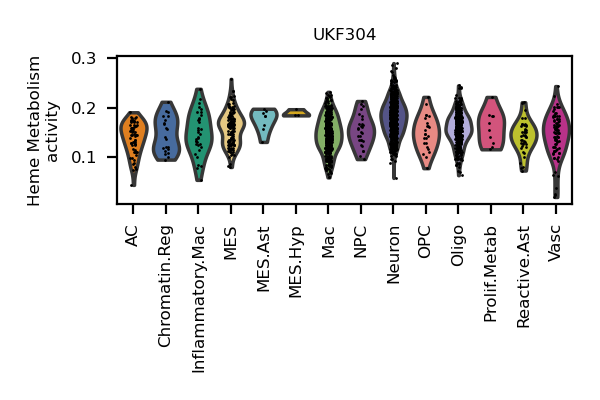 UKF304
Heme Metabolism
activity
0.3
0.2
0.1
AC
Chromatin.Reg
Inflammatory.Mac
MES
MES.Ast
MES.Hyp
Mac
NPC
Neuron
OPC
Oligo
Prolif.Metab
Reactive.Ast
Vasc